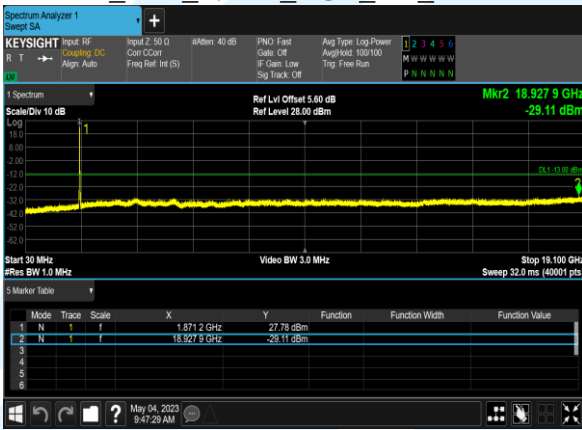 Spectrum Analyzer 1
Swept SA
+
KEYSIGHT Input: RF Input Z: 50 Ω #Atten: 40 dB PNO: Fast Avg Type: Log-Power 1 2 3 4 5 6
R T Coupling: DC Corr CCorr Gate: Off Avg|Hold: 100/100 M W W W W W
Align: Auto Freq Ref: Int (S) IF Gain: Low Trig: Free Run
LW Sig Track: Off P N N N N N
1 Spectrum Ref Lvl Offset 5.60 dB Mkr2 18.927 9 GHz
Scale/Div 10 dB Ref Level 28.00 dBm -29.11 dBm
Log
1
18.0
8.00
-2.00
DL1 -13.00 dBm
-12.0
2
-22.0
-32.0
-42.0
-52.0
-62.0
Start 30 MHz Video BW 3.0 MHz Stop 19.100 GHz
#Res BW 1.0 MHz Sweep 32.0 ms (40001 pts
5 Marker Table
Mode Trace Scale X Y Function Function Width Function Value
1 N 1 f 1.871 2 GHz 27.78 dBm
2 N 1 f 18.927 9 GHz -29.11 dBm
3
4
5
6
? May 04, 2023
9:47:29 AM